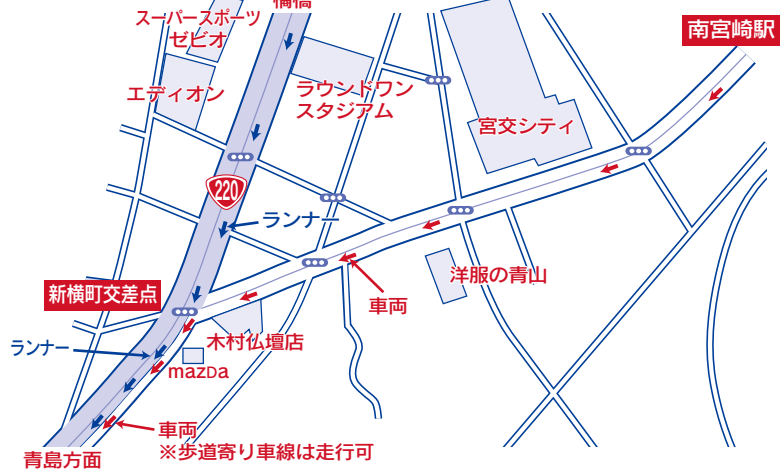 橘橋
スーパースポーツ
ゼビオ
南宮崎駅
エディオン
ラウンドワン
スタジアム
宮交シティ
220
ランナー
洋服の青山
新横町交差点
車両
木村仏壇店
ランナー
mazDa
車両
※歩道寄り車線は走行可
青島方面